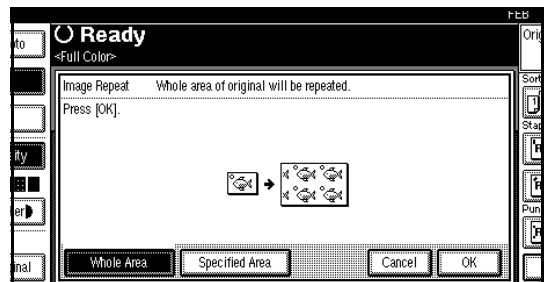 FEB
Ready
<Full Color>
Image Repeat Whole area of original will be repeated.
Press [OK].
Whole Area Specified Area Cancel OK